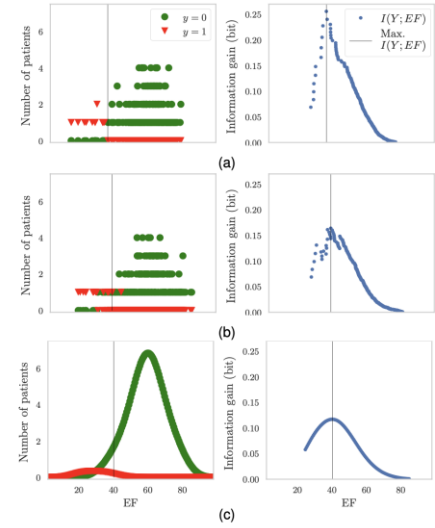 Number of patients
6
4
2
0
y = 0
y = 1
Information gain (bit)
0.25
0.20
0.15
0.10
0.05
0.00
I(Y; EF)
Max.
I(Y; EF)
(a)
Number of patients
6
4
2
0
Information gain (bit)
0.25
0.20
0.15
0.10
0.05
0.00
(b)
Number of patients
6
4
2
0
20 40 60 80
EF
Information gain (bit)
0.25
0.20
0.15
0.10
0.05
0.00
20 40 60 80
EF
(c)